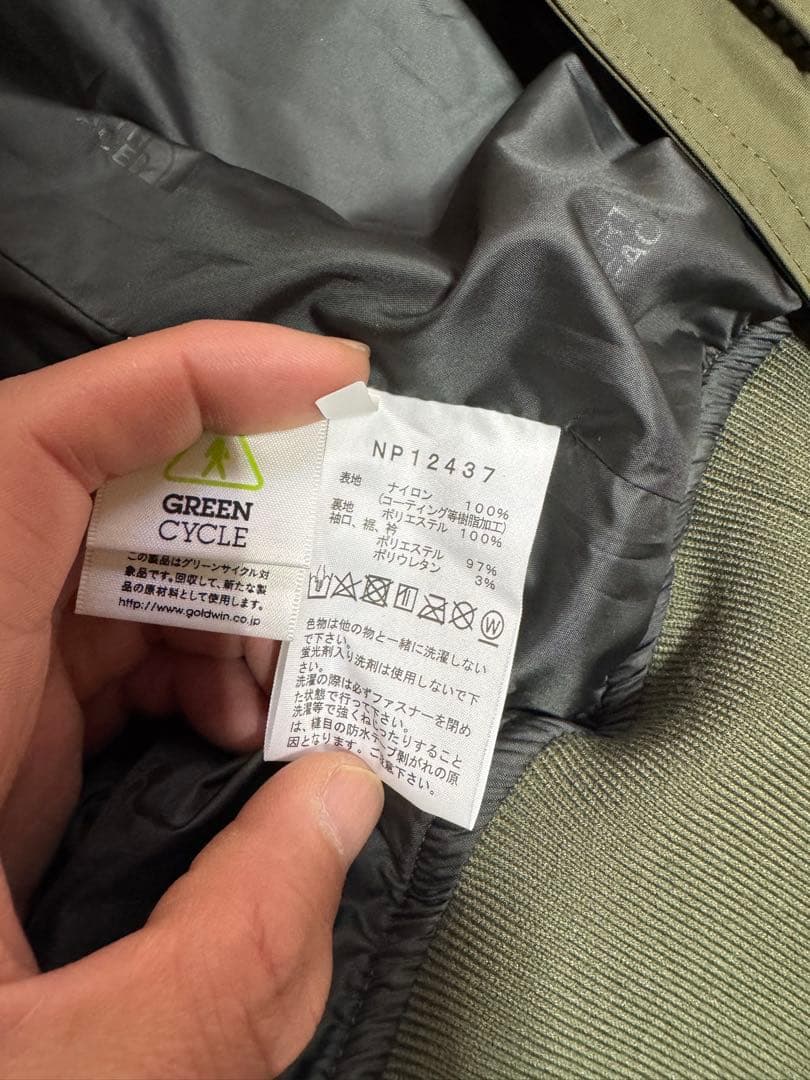 NP12437
表地 ナイロン 100%
(コーティング等樹脂加工)
裏地 ポリエステル 100%
袖口、裾、衿
ポリエステル 97%
ポリウレタン 3%
W
色物は他の物と一緒に洗濯しない
で下さい。
蛍光剤入り洗剤は使用しないで下
さい。
洗濯の際は必ずファスナーを閉め
た状態で行って下さい。
洗濯等で強くねじったりすること
は、縫目の防水テープ剥がれの原
因となります。ご注意下さい。
GREEN
CYCLE
この製品はグリーンサイクル対
象品です。回収して、新たな製
品の原材料として使用します。
http://www.goldwin.co.jp